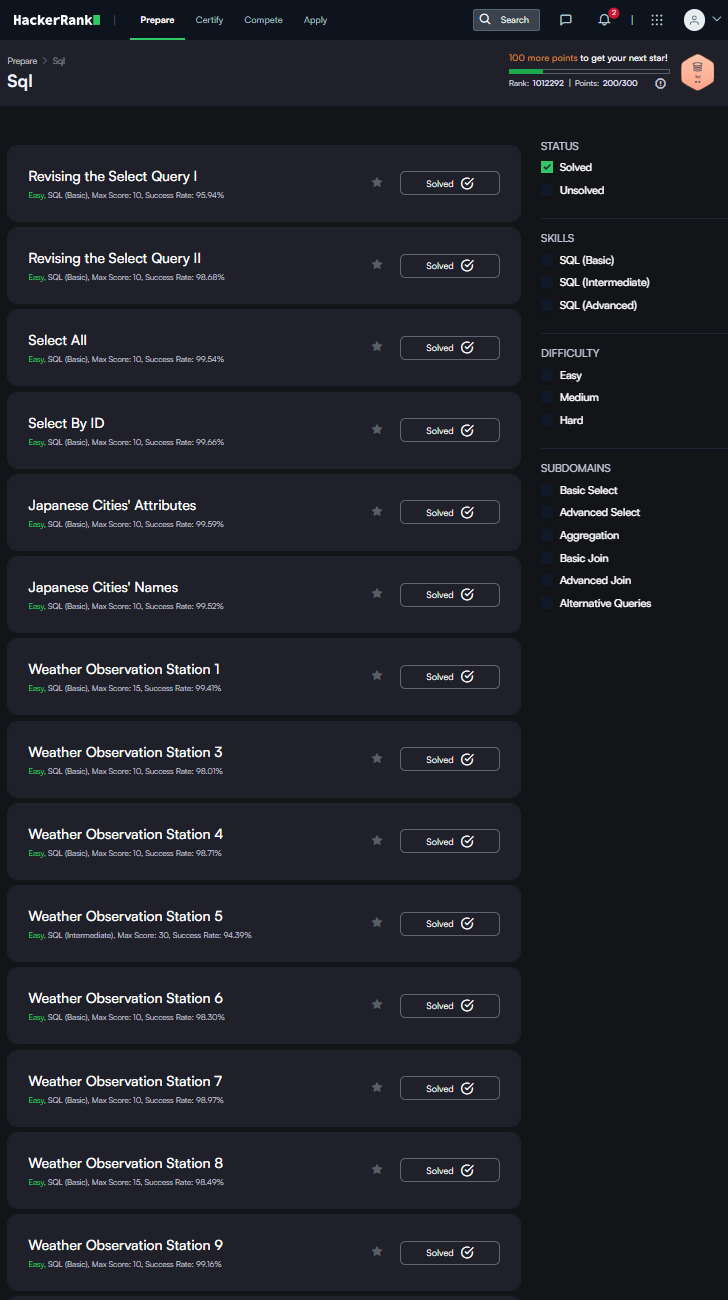 HackerRank
Prepare Certify Compete Apply Search 2
Prepare > Sql
Sql
100 more points to get your next star!
Rank: 1012292 | Points: 200/300
Sql
Revising the Select Query I
Easy, SQL (Basic), Max Score: 10, Success Rate: 95.94%
Solved
Revising the Select Query II
Easy, SQL (Basic), Max Score: 10, Success Rate: 98.68%
Solved
Select All
Easy, SQL (Basic), Max Score: 10, Success Rate: 99.54%
Solved
Select By ID
Easy, SQL (Basic), Max Score: 10, Success Rate: 99.66%
Solved
Japanese Cities' Attributes
Easy, SQL (Basic), Max Score: 10, Success Rate: 99.59%
Solved
Japanese Cities' Names
Easy, SQL (Basic), Max Score: 10, Success Rate: 99.52%
Solved
Weather Observation Station 1
Easy, SQL (Basic), Max Score: 15, Success Rate: 99.41%
Solved
Weather Observation Station 3
Easy, SQL (Basic), Max Score: 10, Success Rate: 98.01%
Solved
Weather Observation Station 4
Easy, SQL (Basic), Max Score: 10, Success Rate: 98.71%
Solved
Weather Observation Station 5
Easy, SQL (Intermediate), Max Score: 30, Success Rate: 94.39%
Solved
Weather Observation Station 6
Easy, SQL (Basic), Max Score: 10, Success Rate: 98.30%
Solved
Weather Observation Station 7
Easy, SQL (Basic), Max Score: 10, Success Rate: 98.97%
Solved
Weather Observation Station 8
Easy, SQL (Basic), Max Score: 15, Success Rate: 98.49%
Solved
Weather Observation Station 9
Easy, SQL (Basic), Max Score: 10, Success Rate: 99.16%
Solved
STATUS
Solved
Unsolved
SKILLS
SQL (Basic)
SQL (Intermediate)
SQL (Advanced)
DIFFICULTY
Easy
Medium
Hard
SUBDOMAINS
Basic Select
Advanced Select
Aggregation
Basic Join
Advanced Join
Alternative Queries